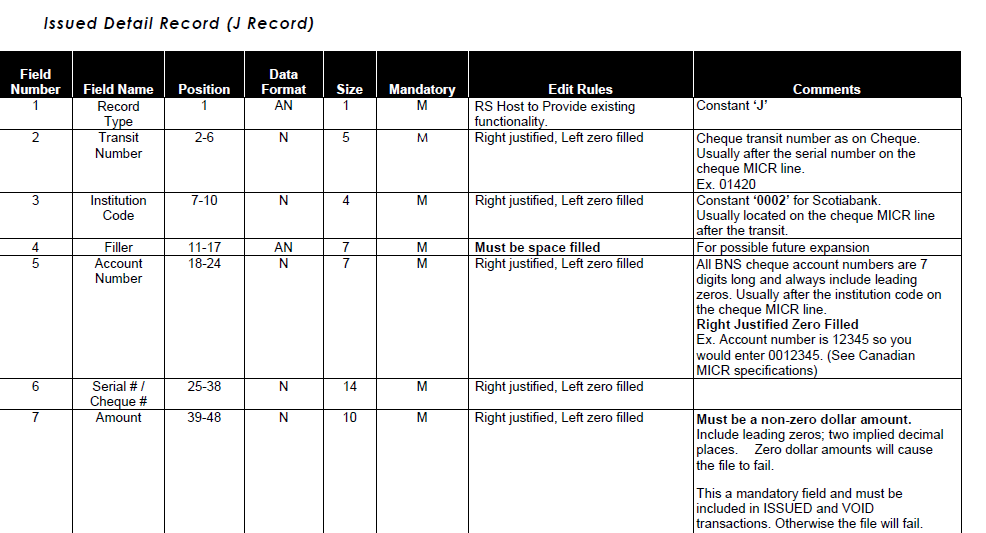 Issued Detail Record (J Record)
Field Number Field Name Position Data Format Size Mandatory Edit Rules Comments
1 Record Type 1 AN 1 M RS Host to Provide existing functionality. Constant ‘J’
2 Transit Number 2-6 N 5 M Right justified, Left zero filled Cheque transit number as on Cheque.
Usually after the serial number on the
cheque MICR line.
Ex. 01420
3 Institution Code 7-10 N 4 M Right justified, Left zero filled Constant ‘0002’ for Scotiabank.
Usually located on the cheque MICR line
after the transit.
4 Filler 11-17 AN 7 M Must be space filled For possible future expansion
5 Account Number 18-24 N 7 M Right justified, Left zero filled All BNS cheque account numbers are 7
digits long and always include leading
zeros. Usually after the institution code on
the cheque MICR line.
Right Justified Zero Filled
Ex. Account number is 12345 so you
would enter 0012345. (See Canadian
MICR specifications)
6 Serial # / Cheque # 25-38 N 14 M Right justified, Left zero filled
7 Amount 39-48 N 10 M Right justified, Left zero filled Must be a non-zero dollar amount.
Include leading zeros; two implied decimal
places. Zero dollar amounts will cause
the file to fail.
This a mandatory field and must be
included in ISSUED and VOID
transactions. Otherwise the file will fail.